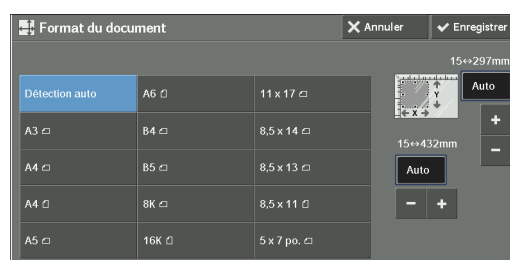 Format du document
Annuler
Enregistrer
15↔297mm
Détection auto
A6
11 x 17
Auto
Y
X
+
A3
B4
8,5 x 14
15↔432mm
−
A4
B5
8,5 x 13
Auto
A4
8K
8,5 x 11
− +
A5
16K
5 x 7 po.